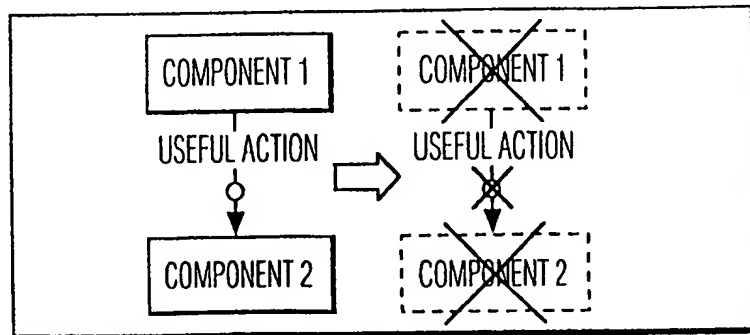 COMPONENT 1
USEFUL ACTION
COMPONENT 2
COMPONENT 1
USEFUL ACTION
COMPONENT 2